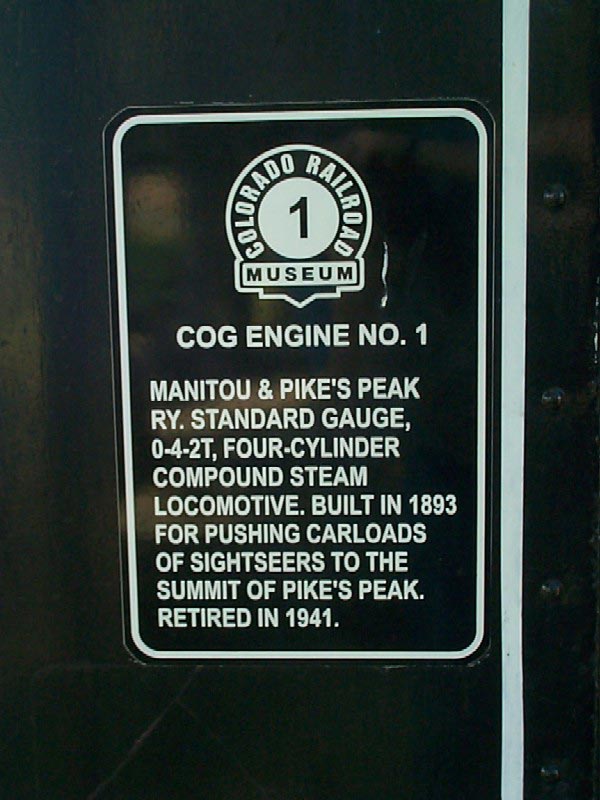 COLORADO RAILROAD
1
MUSEUM
COG ENGINE NO. 1
MANITOU & PIKE'S PEAK
RY. STANDARD GAUGE,
0-4-2T, FOUR-CYLINDER
COMPOUND STEAM
LOCOMOTIVE. BUILT IN 1893
FOR PUSHING CARLOADS
OF SIGHTSEERS TO THE
SUMMIT OF PIKE'S PEAK.
RETIRED IN 1941.